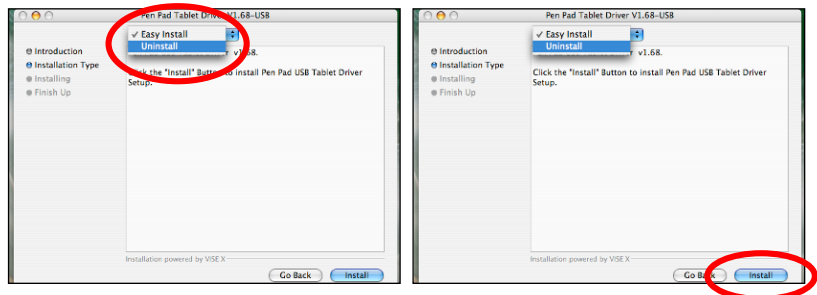 Pen Pad Tablet Driver V1.68-USB
✓ Easy Install
Uninstall
v1.68.
Introduction
Installation Type
Installing
Finish Up
Click the "Install" Button to install Pen Pad USB Tablet Driver
Setup.
Installation powered by VISE X
Go Back
Install
Pen Pad Tablet Driver V1.68-USB
✓ Easy Install
Uninstall
v1.68.
Introduction
Installation Type
Installing
Finish Up
Click the "Install" Button to install Pen Pad USB Tablet Driver
Setup.
Installation powered by VISE X
Go Back
Install